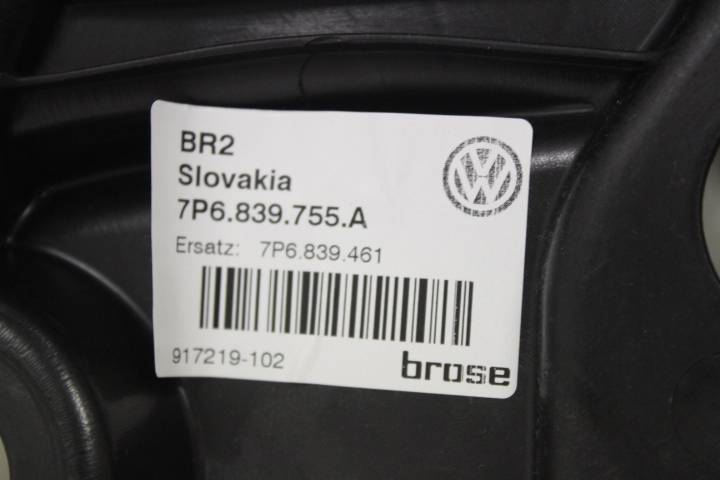 BR2
Slovakia
7P6.839.755.A
Ersatz: 7P6.839.461
917219-102
brose